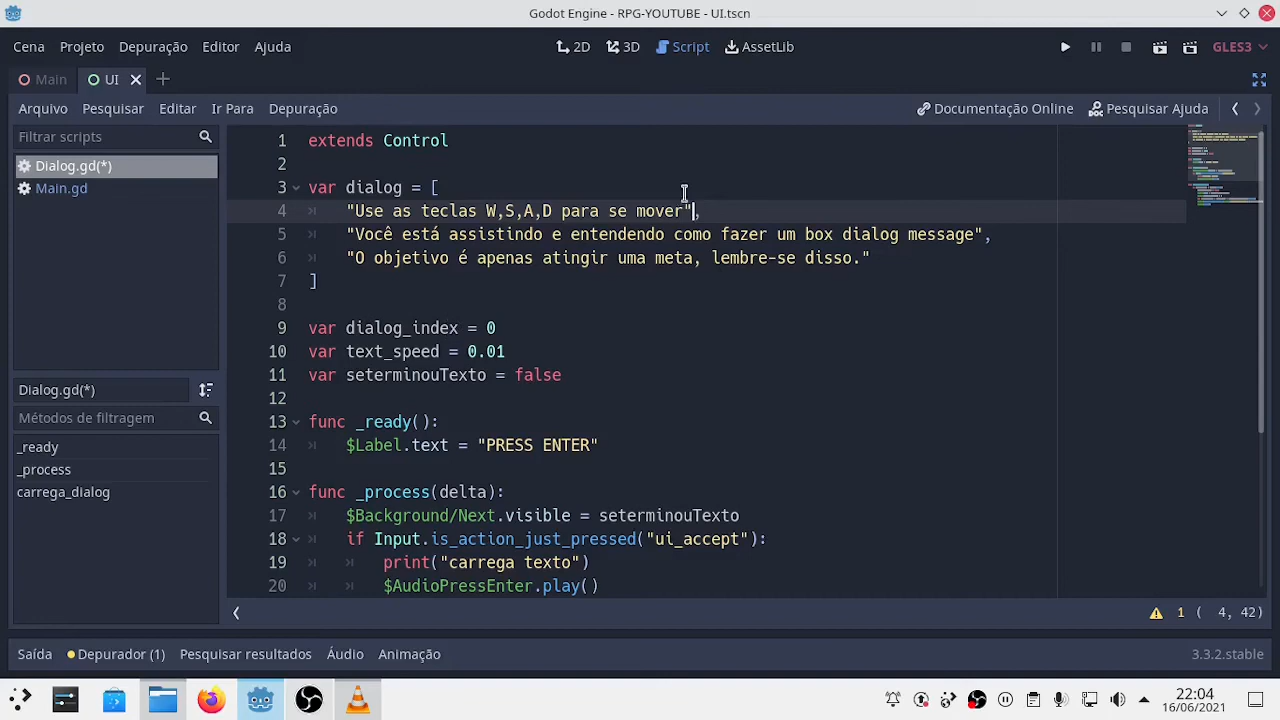 Godot Engine - RPG-YOUTUBE - UI.tscn
Cena Projeto Depuração Editor Ajuda
2D 3D Script AssetLib
GLES3
Main UI
Arquivo Pesquisar Editar Ir Para Depuração
Documentação Online Pesquisar Ajuda
Filtrar scripts
Dialog.gd(*)
Main.gd
Dialog.gd(*)
Métodos de filtragem
_ready
_process
carrega_dialog
1 extends Control
2
3 var dialog = [
4 "Use as teclas W,S,A,D para se mover",
5 "Você está assistindo e entendendo como fazer um box dialog message",
6 "O objetivo é apenas atingir uma meta, lembre-se disso."
7 ]
8
9 var dialog_index = 0
10 var text_speed = 0.01
11 var seterminouTexto = false
12
13 func _ready():
14 $Label.text = "PRESS ENTER"
15
16 func _process(delta):
17 $Background/Next.visible = seterminouTexto
18 if Input.is_action_just_pressed("ui_accept"):
19 print("carrega texto")
20 $AudioPressEnter.play()
1 ( 4, 42)
Saída Depurador (1) Pesquisar resultados Áudio Animação
3.3.2.stable
22:04
16/06/2021